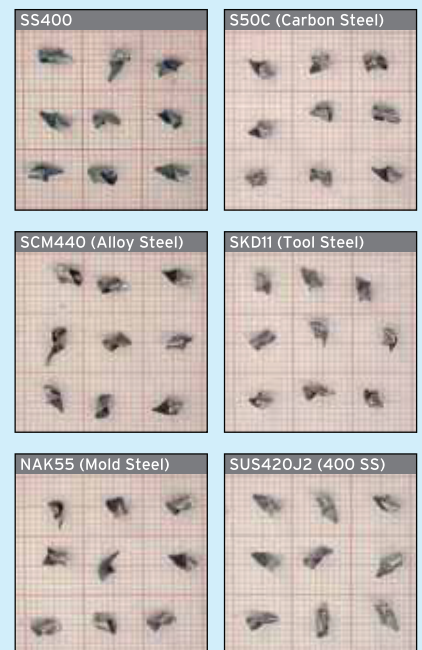 SS400
S50C (Carbon Steel)
SCM440 (Alloy Steel)
SKD11 (Tool Steel)
NAK55 (Mold Steel)
SUS420J2 (400 SS)